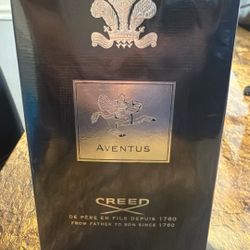 AVENTUS
CREED
DE PÈRE EN FILS DEPUIS 1760
FROM FATHER TO SON SINCE 1760